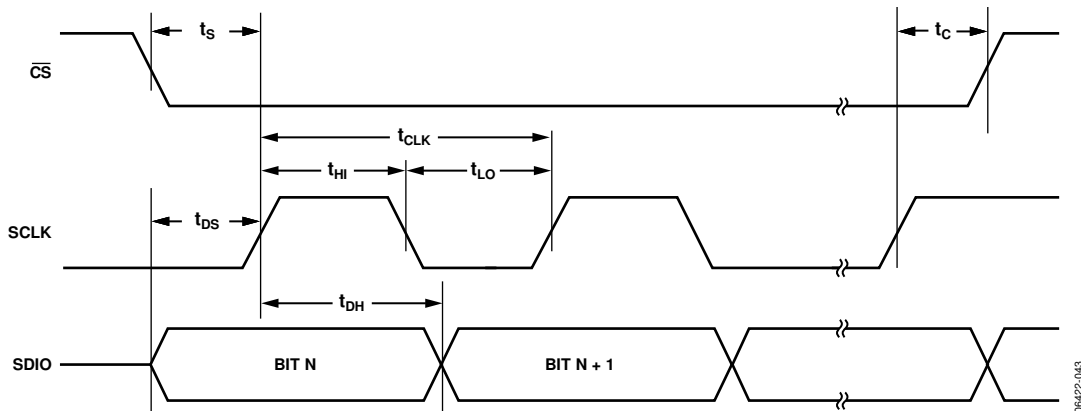 tS
tC
CS
tCLK
tHI
tLO
tDS
SCLK
tDH
SDIO
BIT N
BIT N + 1
06422-043